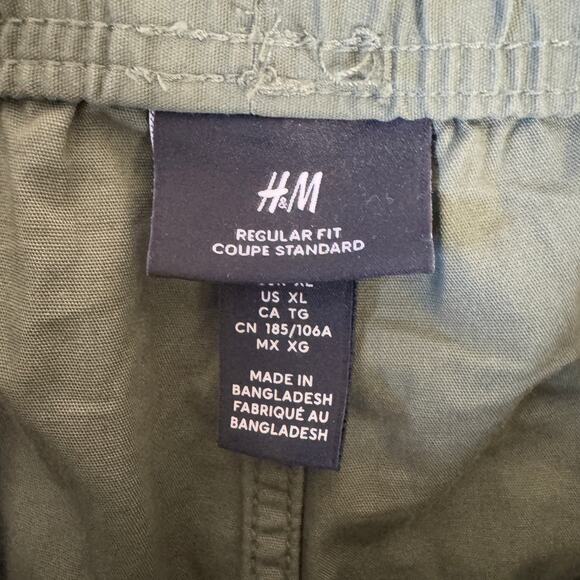 H&M
REGULAR FIT
COUPE STANDARD
US XL
CA TG
CN 185/106A
MX XG
MADE IN
BANGLADESH
FABRIQUÉ AU
BANGLADESH